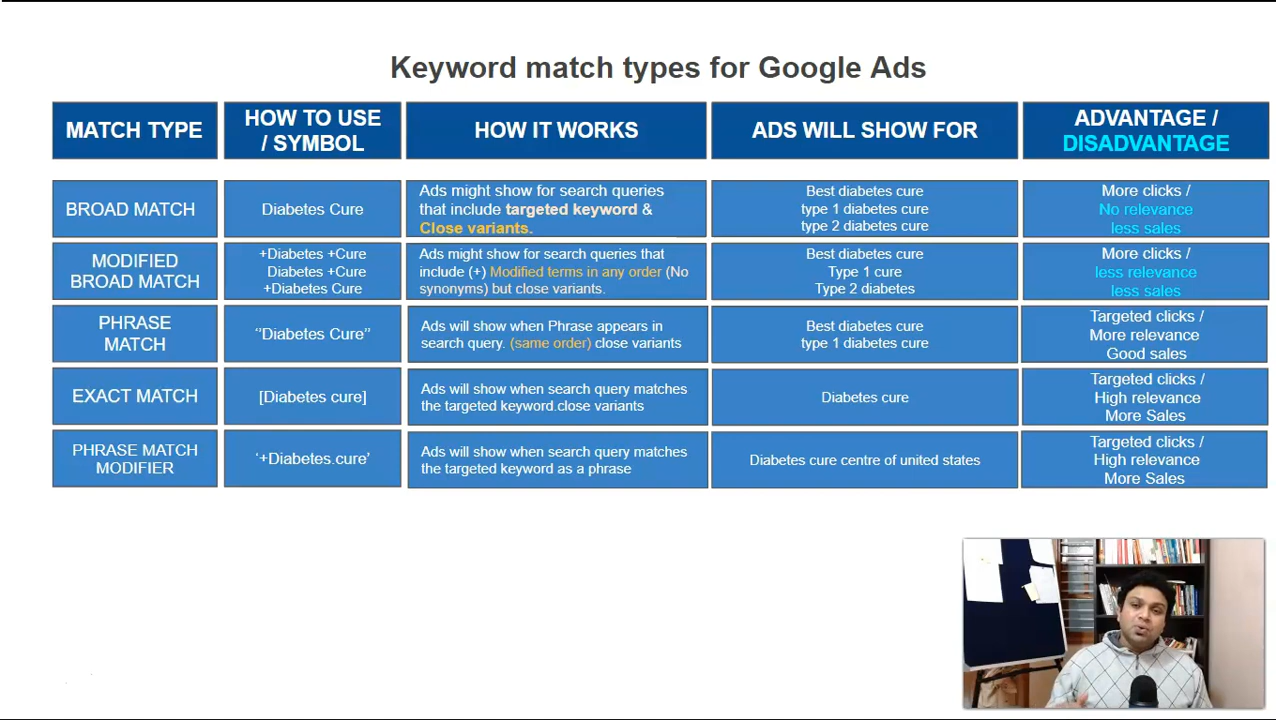 Keyword match types for Google Ads
MATCH TYPE
HOW TO USE
/ SYMBOL
HOW IT WORKS
ADS WILL SHOW FOR
ADVANTAGE /
DISADVANTAGE
BROAD MATCH
Diabetes Cure
Ads might show for search queries
that include targeted keyword &
Close variants.
Best diabetes cure
type 1 diabetes cure
type 2 diabetes cure
More clicks /
No relevance
less sales
MODIFIED
BROAD MATCH
+Diabetes +Cure
Diabetes +Cure
+Diabetes Cure
Ads might show for search queries that
include (+) Modified terms in any order (No
synonyms) but close variants.
Best diabetes cure
Type 1 cure
Type 2 diabetes
More clicks /
less relevance
less sales
PHRASE
MATCH
‘’Diabetes Cure’’
Ads will show when Phrase appears in
search query. (same order) close variants
Best diabetes cure
type 1 diabetes cure
Targeted clicks /
More relevance
Good sales
EXACT MATCH
[Diabetes cure]
Ads will show when search query matches
the targeted keyword.close variants
Diabetes cure
Targeted clicks /
High relevance
More Sales
PHRASE MATCH
MODIFIER
‘+Diabetes.cure’
Ads will show when search query matches
the targeted keyword as a phrase
Diabetes cure centre of united states
Targeted clicks /
High relevance
More Sales